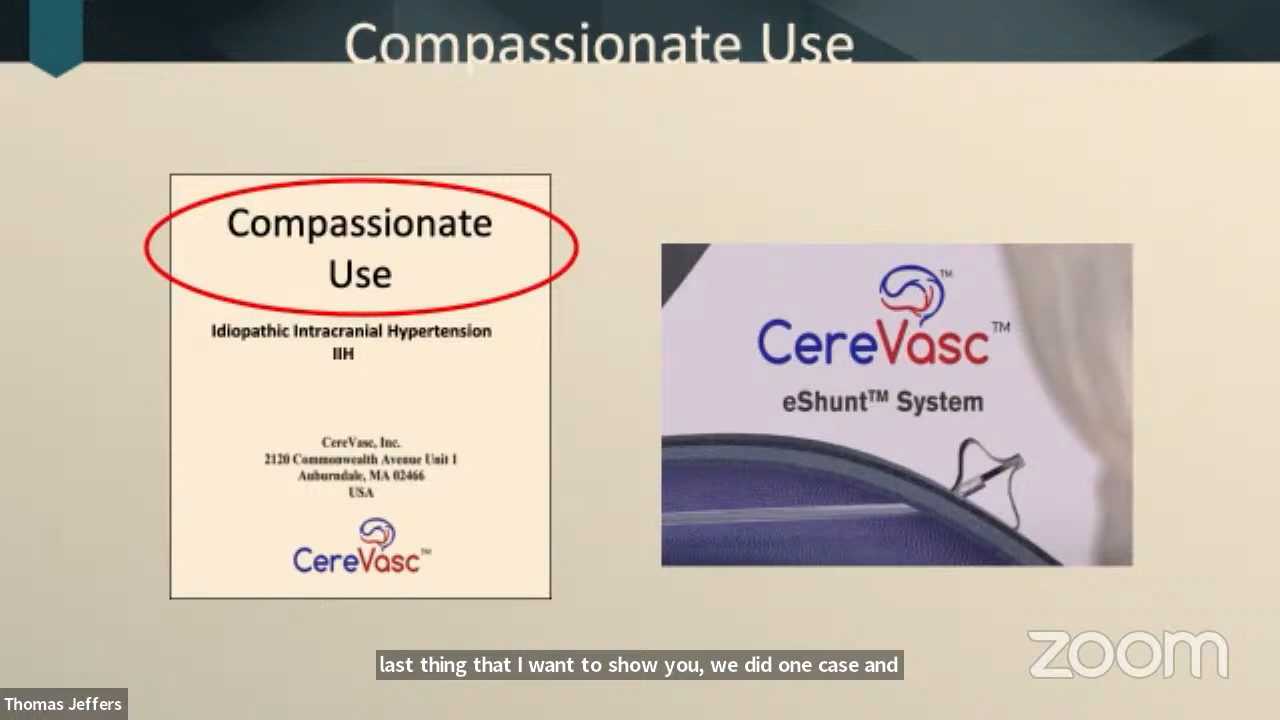 Compassionate Use
Compassionate
Use
Idiopathic Intracranial Hypertension
IIH
CereVasc, Inc.
2120 Commonwealth Avenue Unit 1
Auburndale, MA 02466
USA
CereVasc™
CereVasc™
eShunt™ System
last thing that I want to show you, we did one case and
zoom
Thomas Jeffers